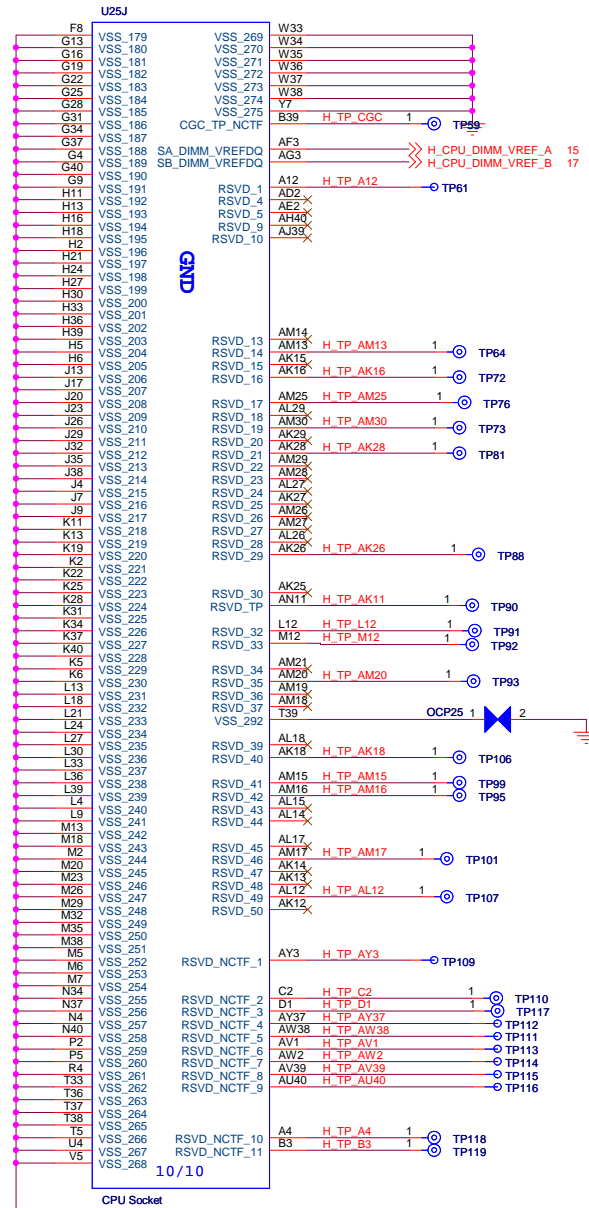 U25J
F8 VSS_179 VSS_269 W33
G13 VSS_180 VSS_270 W34
G16 VSS_181 VSS_271 W35
G19 VSS_182 VSS_272 W36
G22 VSS_183 VSS_273 W37
G25 VSS_184 VSS_274 W38
G28 VSS_185 VSS_275 Y7
G31 VSS_186 CGC_TP_NCTF B39 H_TP_CGC 1 TP59
G34 VSS_187
G37 VSS_188 SA_DIMM_VREFDQ AF3 H_CPU_DIMM_VREF_A 15
G4 VSS_189 SB_DIMM_VREFDQ AG3 H_CPU_DIMM_VREF_B 17
G40 VSS_190
G9 VSS_191 RSVD_1 A12 H_TP_A12 TP61
H11 VSS_192 RSVD_4 AD2
H13 VSS_193 RSVD_5 AE2
H16 VSS_194 RSVD_9 AH40
H18 VSS_195 RSVD_10 AJ39
H2 VSS_196
H21 VSS_197
H24 VSS_198
H27 VSS_199
H30 VSS_200
H33 VSS_201
H36 VSS_202
GND
H39 VSS_203 RSVD_13 AM14
H5 VSS_204 RSVD_14 AM13 H_TP_AM13 1 TP64
H6 VSS_205 RSVD_15 AK15
J13 VSS_206 RSVD_16 AK16 H_TP_AK16 1 TP72
J17 VSS_207
J20 VSS_208 RSVD_17 AM25 H_TP_AM25 1 TP76
J23 VSS_209 RSVD_18 AL29
J26 VSS_210 RSVD_19 AM30 H_TP_AM30 1 TP73
J29 VSS_211 RSVD_20 AK29
J32 VSS_212 RSVD_21 AK28 H_TP_AK28 1 TP81
J35 VSS_213 RSVD_22 AM29
J38 VSS_214 RSVD_23 AM28
J4 VSS_215 RSVD_24 AL27
J7 VSS_216 RSVD_25 AK27
J9 VSS_217 RSVD_26 AM26
K11 VSS_218 RSVD_27 AM27
K13 VSS_219 RSVD_28 AL26
K19 VSS_220 RSVD_29 AK26 H_TP_AK26 1 TP88
K2 VSS_221
K22 VSS_222
K25 VSS_223 RSVD_30 AK25
K28 VSS_224 RSVD_TP AN11 H_TP_AK11 1 TP90
K31 VSS_225
K34 VSS_226 RSVD_32 L12 H_TP_L12 1 TP91
K37 VSS_227 RSVD_33 M12 H_TP_M12 1 TP92
K40 VSS_228
K5 VSS_229 RSVD_34 AM21
K6 VSS_230 RSVD_35 AM20 H_TP_AM20 1 TP93
L13 VSS_231 RSVD_36 AM19
L18 VSS_232 RSVD_37 AM18
L21 VSS_233 VSS_292 T39 OCP25 1 2
L24 VSS_234
L27 VSS_235 RSVD_39 AL18
L30 VSS_236 RSVD_40 AK18 H_TP_AK18 1 TP106
L33 VSS_237
L36 VSS_238 RSVD_41 AM15 H_TP_AM15 1 TP99
L39 VSS_239 RSVD_42 AM16 H_TP_AM16 1 TP95
L4 VSS_240 RSVD_43 AL15
L9 VSS_241 RSVD_44 AL14
M13 VSS_242
M18 VSS_243 RSVD_45 AL17
M2 VSS_244 RSVD_46 AM17 H_TP_AM17 1 TP101
M20 VSS_245 RSVD_47 AK14
M23 VSS_246 RSVD_48 AK13
M26 VSS_247 RSVD_49 AL12 H_TP_AL12 1 TP107
M29 VSS_248 RSVD_50 AK12
M32 VSS_249
M35 VSS_250
M38 VSS_251
M5 VSS_252 RSVD_NCTF_1 AY3 H_TP_AY3 TP109
M6 VSS_253
M7 VSS_254
N34 VSS_255 RSVD_NCTF_2 C2 H_TP_C2 1 TP110
N37 VSS_256 RSVD_NCTF_3 D1 H_TP_D1 1 TP117
N4 VSS_257 RSVD_NCTF_4 AY37 H_TP_AY37 TP112
N40 VSS_258 RSVD_NCTF_5 AW38 H_TP_AW38 TP111
P2 VSS_259 RSVD_NCTF_6 AV1 H_TP_AV1 TP113
P5 VSS_260 RSVD_NCTF_7 AW2 H_TP_AW2 TP114
R4 VSS_261 RSVD_NCTF_8 AV39 H_TP_AV39 TP115
T33 VSS_262 RSVD_NCTF_9 AU40 H_TP_AU40 TP116
T36 VSS_263
T37 VSS_264
T38 VSS_265
T5 VSS_266 RSVD_NCTF_10 A4 H_TP_A4 1 TP118
U4 VSS_267 RSVD_NCTF_11 B3 H_TP_B3 1 TP119
V5 VSS_268
10/10
CPU Socket